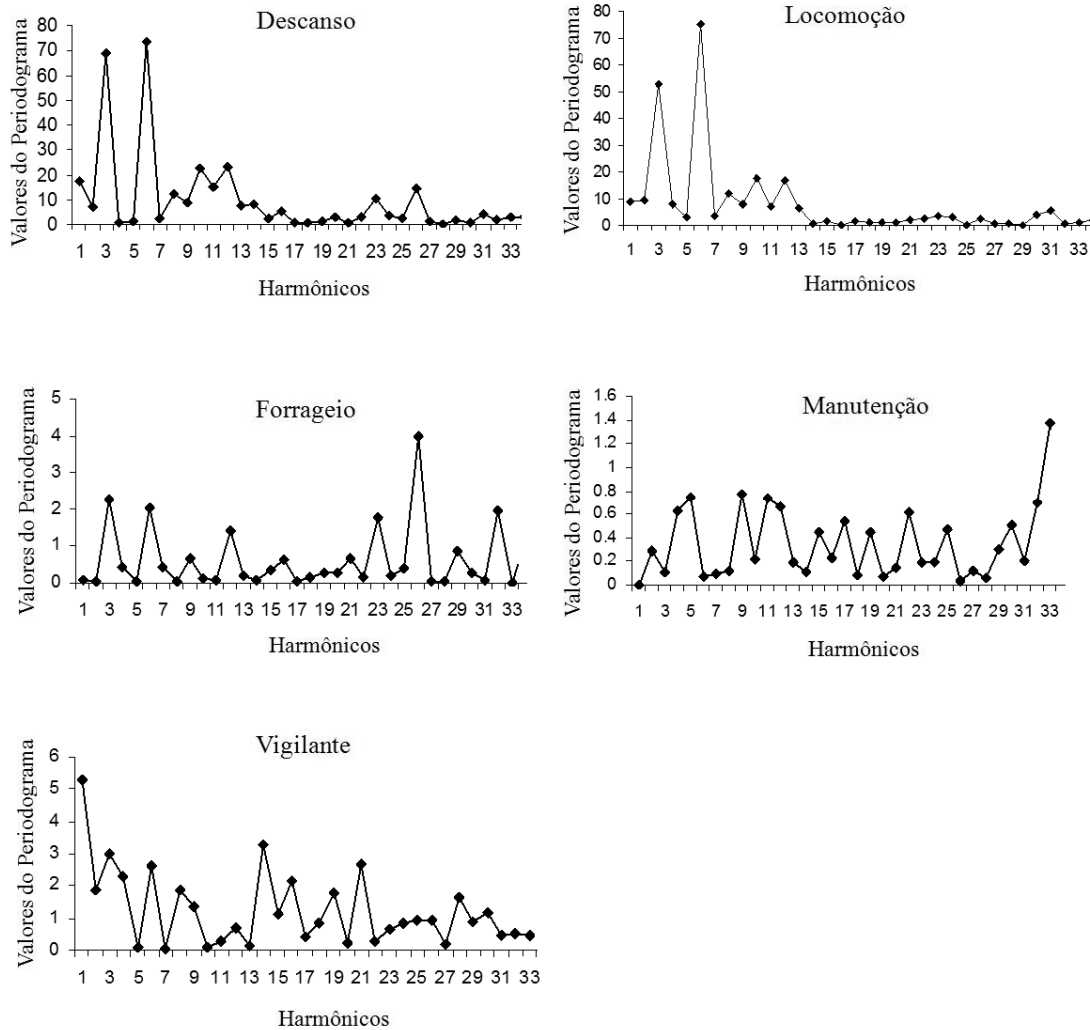 Descanso
Valores do Periodograma
80
70
60
50
40
30
20
10
0
1 3 5 7 9 11 13 15 17 19 21 23 25 27 29 31 33
Harmônicos
Locomoção
Valores do Periodograma
80
70
60
50
40
30
20
10
0
1 3 5 7 9 11 13 15 17 19 21 23 25 27 29 31 33
Harmônicos
Forrageio
Valores do Periodograma
5
4
3
2
1
0
1 3 5 7 9 11 13 15 17 19 21 23 25 27 29 31 33
Harmônicos
Manutenção
Valores do Periodograma
1.6
1.4
1.2
1
0.8
0.6
0.4
0.2
0
1 3 5 7 9 11 13 15 17 19 21 23 25 27 29 31 33
Harmônicos
Vigilante
Valores do Periodograma
6
5
4
3
2
1
0
1 3 5 7 9 11 13 15 17 19 21 23 25 27 29 31 33
Harmônicos